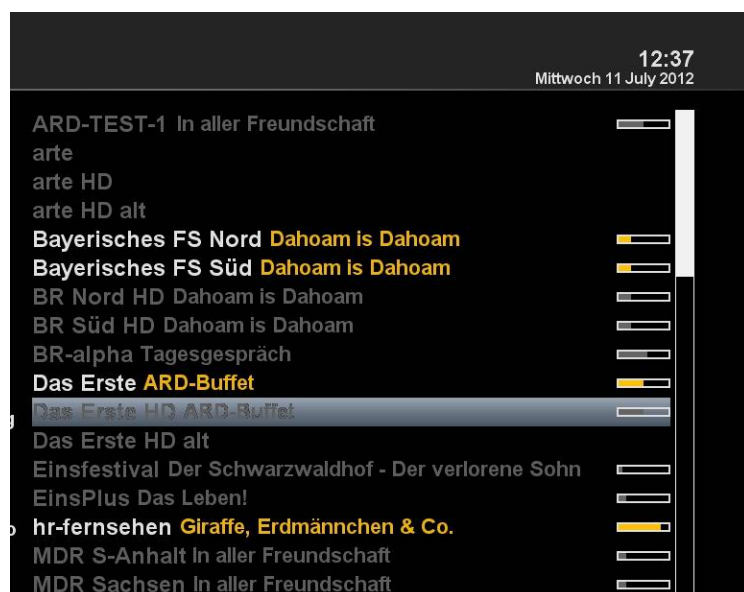 12:37
Mittwoch 11 July 2012
ARD-TEST-1 In aller Freundschaft
arte
arte HD
arte HD alt
Bayerisches FS Nord Dahoam is Dahoam
Bayerisches FS Süd Dahoam is Dahoam
BR Nord HD Dahoam is Dahoam
BR Süd HD Dahoam is Dahoam
BR-alpha Tagesgespräch
Das Erste ARD-Buffet
Das Erste HD ARD-Buffet
Das Erste HD alt
Einsfestival Der Schwarzwaldhof - Der verlorene Sohn
EinsPlus Das Leben!
hr-fernsehen Giraffe, Erdmännchen & Co.
MDR S-Anhalt In aller Freundschaft
MDR Sachsen In aller Freundschaft